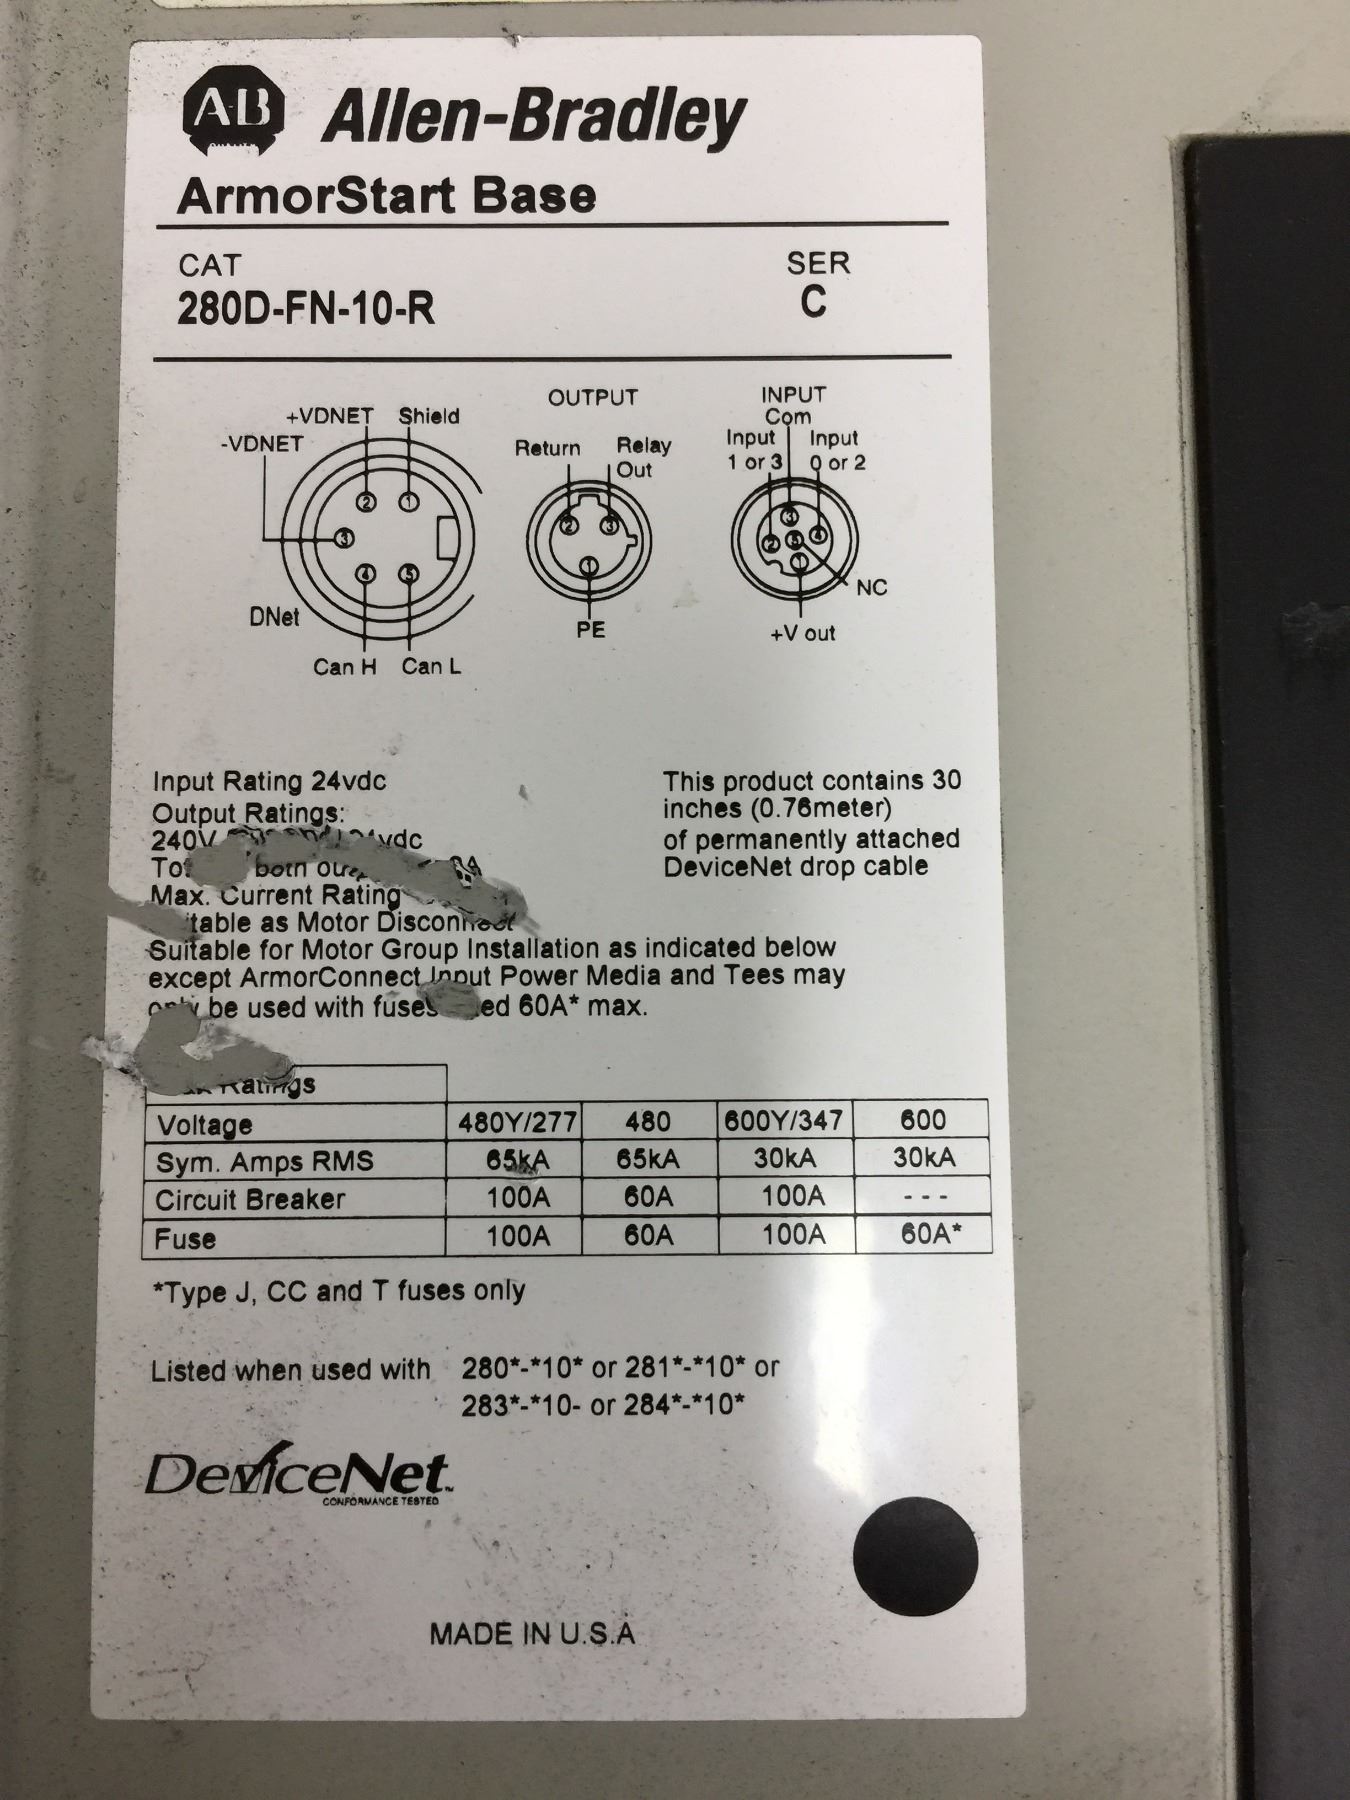 AB Allen-Bradley
ArmorStart Base
CAT
280D-FN-10-R
SER
C
+VDNET Shield
-VDNET
2 1
3
4 5
DNet
Can H Can L
OUTPUT
Return Relay
Out
2 3
1
PE
INPUT
Com
Input Input
1 or 3 0 or 2
3
2 5 4
1
NC
+V out
Input Rating 24vdc
Output Ratings:
240V
both
Max. Current Rating
as Motor Disconnect
Suitable for Motor Group Installation as indicated below
except ArmorConnect Input Power Media and Tees may
only be used with fuses 60A* max.
This product contains 30
inches (0.76meter)
of permanently attached
DeviceNet drop cable
Ratings
Voltage 480Y/277 480 600Y/347 600
Sym. Amps RMS 65kA 65kA 30kA 30kA
Circuit Breaker 100A 60A 100A ---
Fuse 100A 60A 100A 60A*
*Type J, CC and T fuses only
Listed when used with 280*-*10* or 281*-*10* or
283*-*10- or 284*-*10*
DeviceNet™
CONFORMANCE TESTED
MADE IN U.S.A